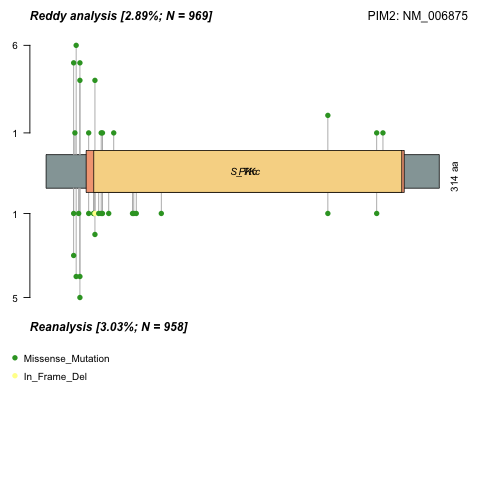 Reddy analysis [2.89%; N = 969]
PIM2: NM_006875
6
1
314 aa
1
5
Reanalysis [3.03%; N = 958]
Missense_Mutation
In_Frame_Del